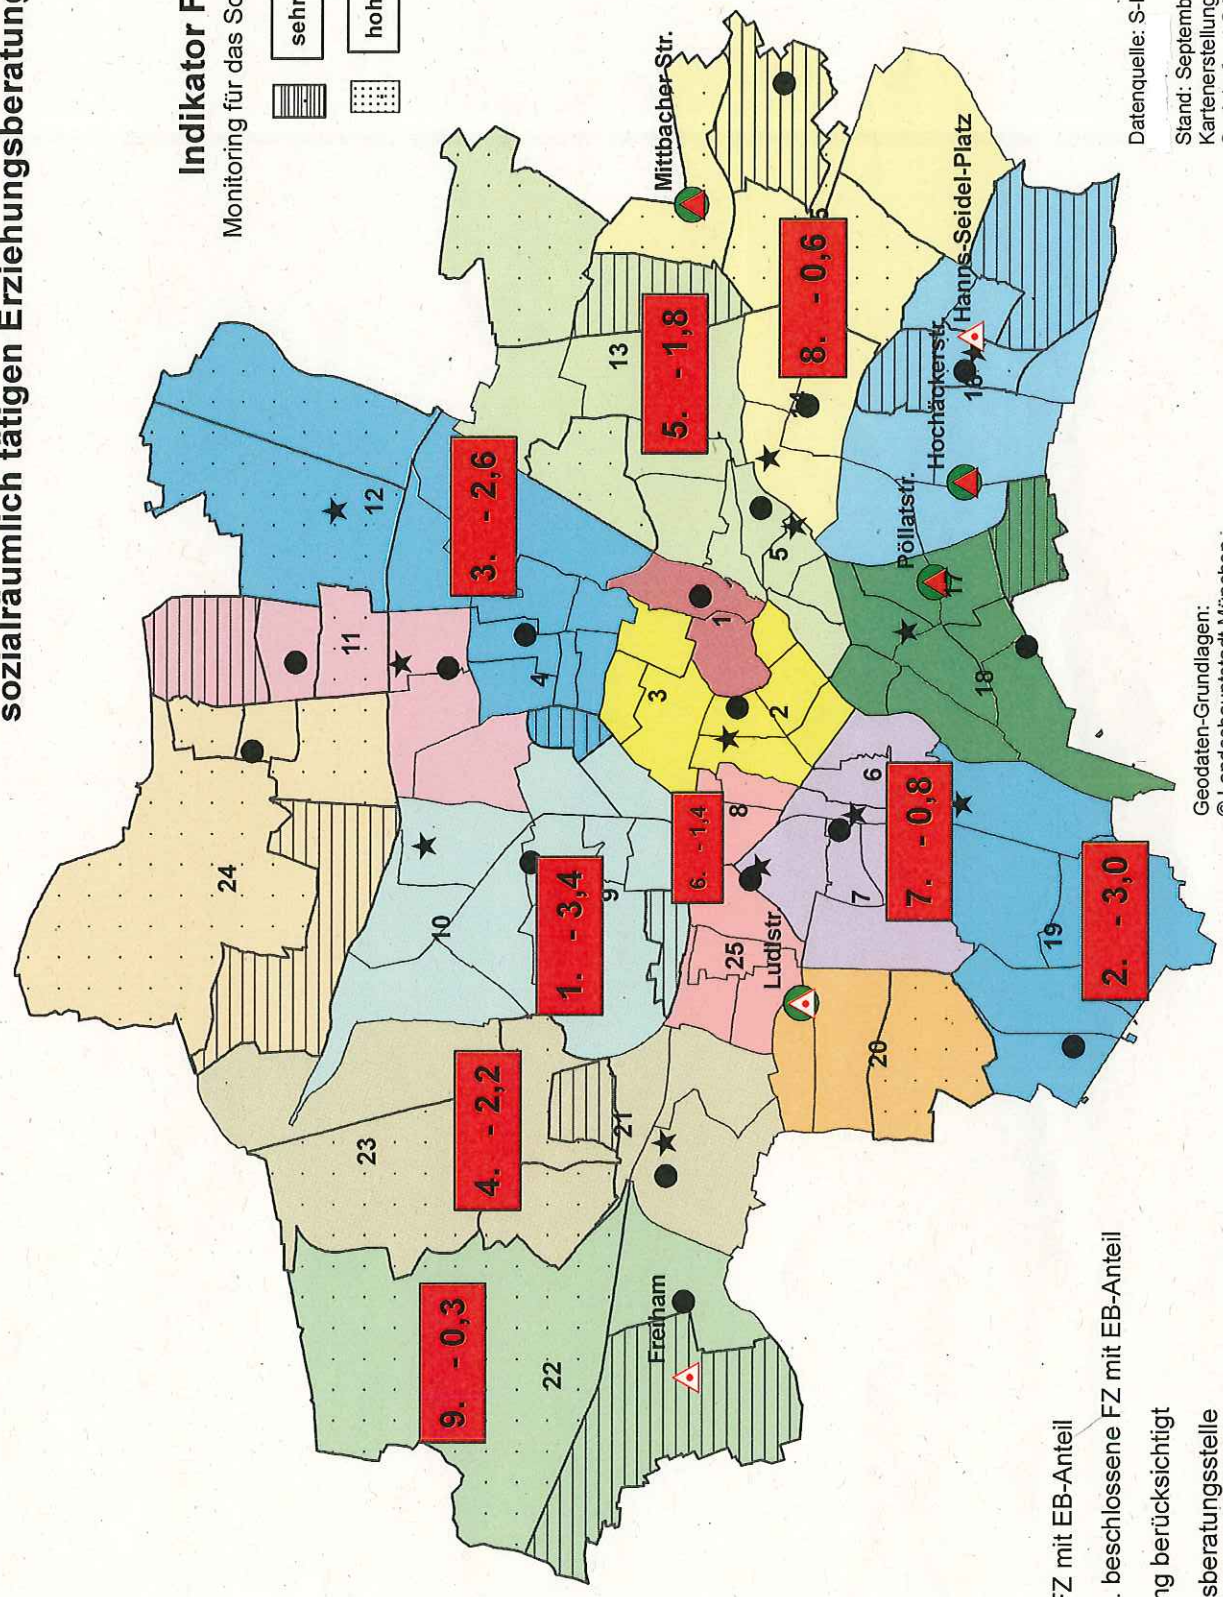 sozialräumlich tätigen Erziehungsberatung
Indikator F
Monitoring für das So
sehr
hoh
24
12
11
23
10
4
3
13
Mittbacher Str.
9. - 0,3
4. - 2,2
1. - 3,4
3. - 2,6
5. - 1,8
22
21
9
6. - 1,4
8
25
Ludlstr.
Freiham
1
2
5
14
8. - 0,6
5
20
7
6
7. - 0,8
Pöllatstr.
17
18
Hochäckerstr.
16
Hanns-Seidel-Platz
19
2. - 3,0
FZ mit EB-Anteil
. beschlossene FZ mit EB-Anteil
ng berücksichtigt
sberatungsstelle
Geodaten-Grundlagen:
Datenquelle: S-
Stand: Septemb
Kartenerstellung